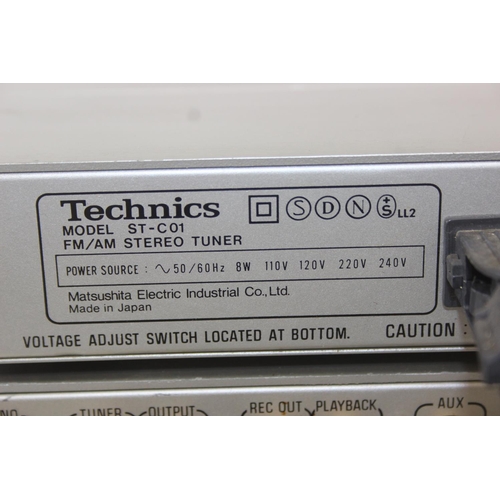 Technics
MODEL ST-C01
FM/AM STEREO TUNER
S D N S LL2
POWER SOURCE : ∿50/60Hz 8W 110V 120V 220V 240V
Matsushita Electric Industrial Co., Ltd.
Made in Japan
VOLTAGE ADJUST SWITCH LOCATED AT BOTTOM. CAUTION :
TUNER OUTPUT REC OUT PLAYBACK AUX